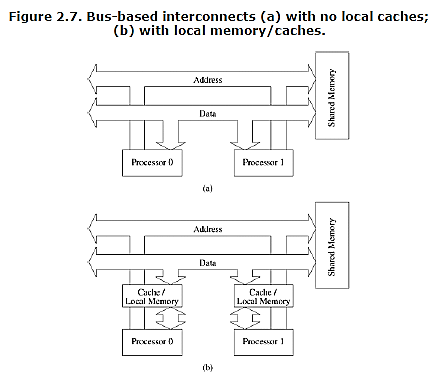 Figure 2.7. Bus-based interconnects (a) with no local caches;
(b) with local memory/caches.
Address
Data
Shared Memory
Processor 0
Processor 1
(a)
Address
Data
Shared Memory
Cache /
Local Memory
Cache /
Local Memory
Processor 0
Processor 1
(b)